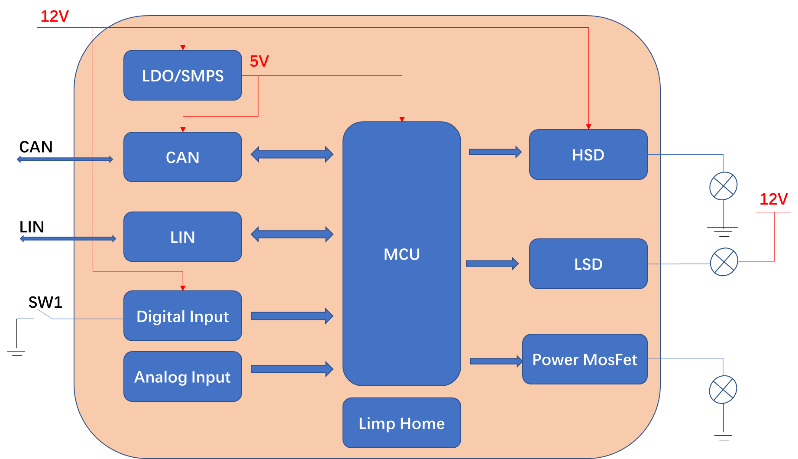 12V
LDO/SMPS
5V
CAN
CAN
HSD
12V
LIN
LIN
MCU
LSD
SW1
Digital Input
Analog Input
Power MosFet
Limp Home